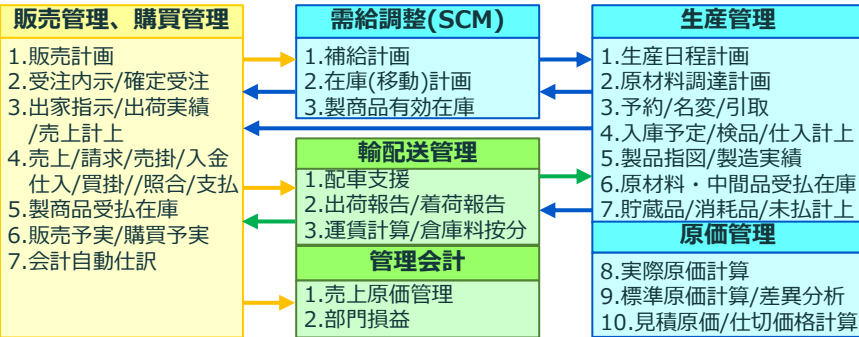 販売管理、購買管理
1.販売計画
2.受注内示/確定受注
3.出家指示/出荷実績
/売上計上
4.売上/請求/売掛/入金
仕入/買掛//照合/支払
5.製商品受払在庫
6.販売予実/購買予実
7.会計自動仕訳
需給調整(SCM)
1.補給計画
2.在庫(移動)計画
3.製商品有効在庫
輸配送管理
1.配車支援
2.出荷報告/着荷報告
3.運賃計算/倉庫料按分
管理会計
1.売上原価管理
2.部門損益
生産管理
1.生産日程計画
2.原材料調達計画
3.予約/名変/引取
4.入庫予定/検品/仕入計上
5.製品指図/製造実績
6.原材料・中間品受払在庫
7.貯蔵品/消耗品/未払計上
原価管理
8.実際原価計算
9.標準原価計算/差異分析
10.見積原価/仕切価格計算